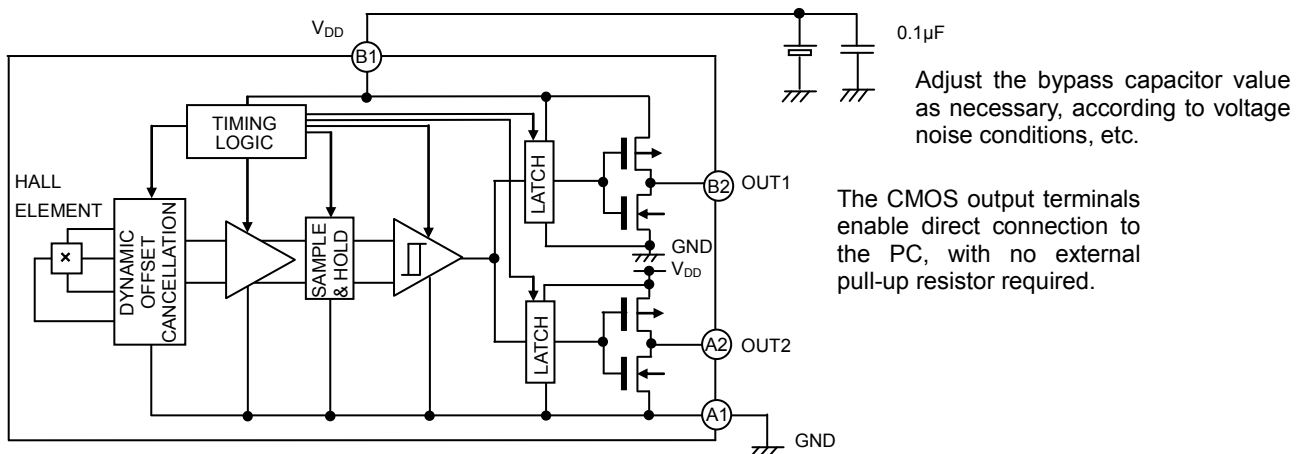 V_DD
B1
0.1µF
Adjust the bypass capacitor value
as necessary, according to voltage
noise conditions, etc.
TIMING
LOGIC
HALL
ELEMENT
×
DYNAMIC
OFFSET
CANCELLATION
SAMPLE
& HOLD
LATCH
B2
OUT1
The CMOS output terminals
enable direct connection to
the PC, with no external
pull-up resistor required.
GND
V_DD
LATCH
A2
OUT2
A1
GND